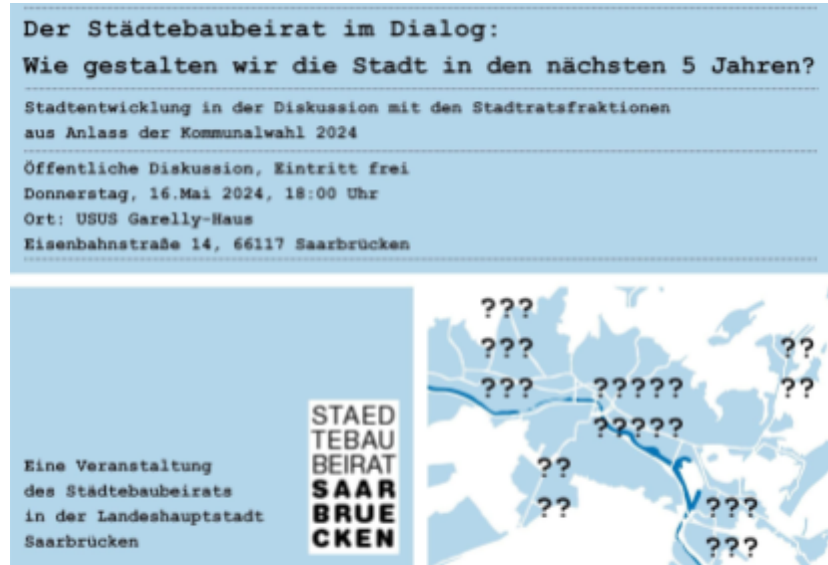 Der Städtebaubeirat im Dialog:
Wie gestalten wir die Stadt in den nächsten 5 Jahren?
Stadtentwicklung in der Diskussion mit den Stadtratsfraktionen
aus Anlass der Kommunalwahl 2024
Öffentliche Diskussion, Eintritt frei
Donnerstag, 16.Mai 2024, 18:00 Uhr
Ort: USUS Garelly-Haus
Eisenbahnstraße 14, 66117 Saarbrücken
Eine Veranstaltung
des Städtebaubeirats
in der Landeshauptstadt
Saarbrücken
STAED
TEBAU
BEIRAT
SAAR
BRUE
CKEN
???
??? ??
??? ????? ??
?????
??
?? ???
???